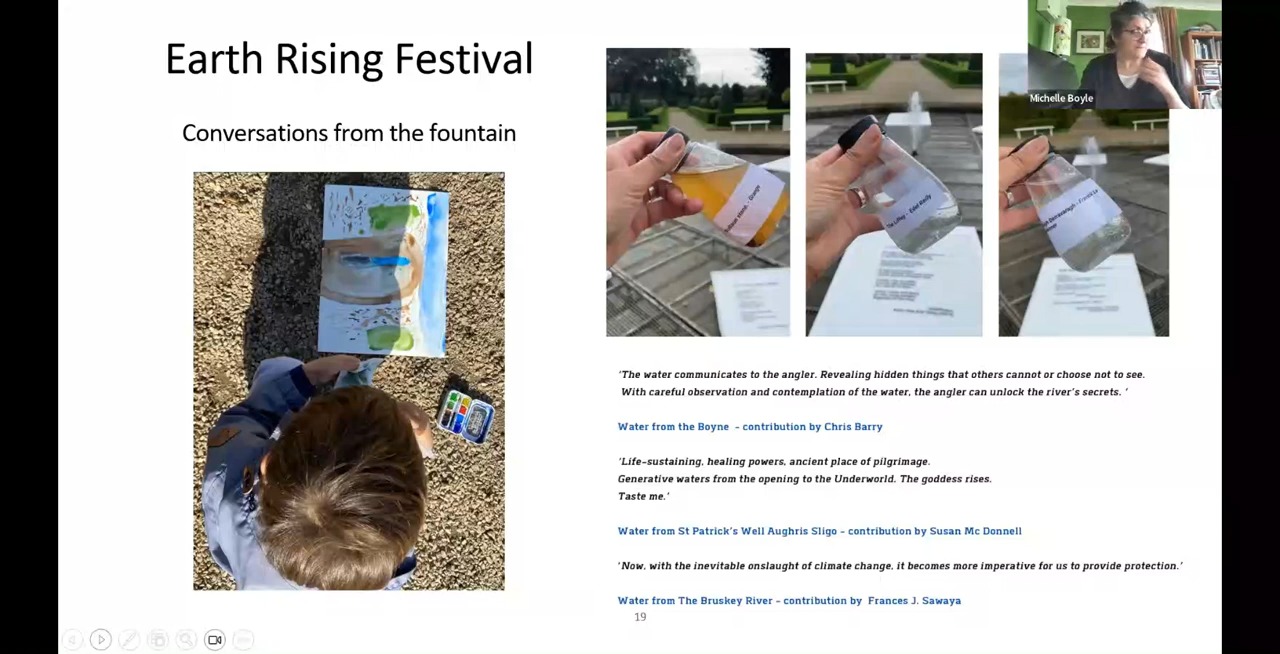 Earth Rising Festival
Conversations from the fountain
Michelle Boyle
The Liffey - Edel Reilly
'The water communicates to the angler. Revealing hidden things that others cannot or choose not to see.
With careful observation and contemplation of the water, the angler can unlock the river's secrets. '
Water from the Boyne - contribution by Chris Barry
'Life-sustaining, healing powers, ancient place of pilgrimage.
Generative waters from the opening to the Underworld. The goddess rises.
Taste me.'
Water from St Patrick's Well Aughris Sligo - contribution by Susan Mc Donnell
'Now, with the inevitable onslaught of climate change, it becomes more imperative for us to provide protection.'
Water from The Bruskey River - contribution by Frances J. Sawaya
19